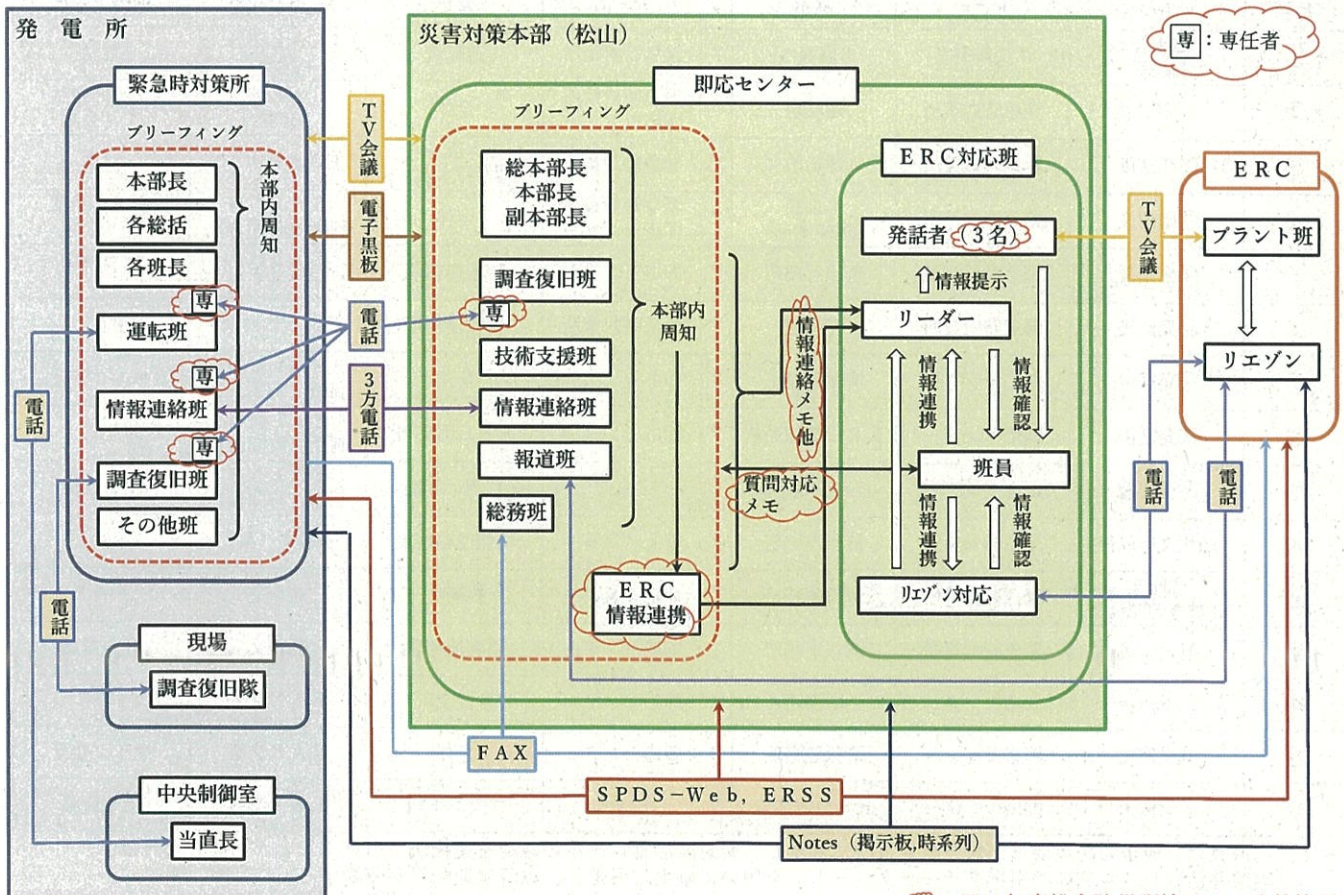 発電所
緊急時対策所
ブリーフィング
本部長
各総括
各班長
専
運転班
専
情報連絡班
専
調査復旧班
その他班
本部内周知
電話
電話
現場
調査復旧隊
中央制御室
当直長
TV会議
電子黒板
電話
3方電話
災害対策本部（松山）
即応センター
ブリーフィング
総本部長
本部長
副本部長
調査復旧班
専
技術支援班
情報連絡班
報道班
総務班
本部内
周知
ERC
情報連携
情報連絡メモ他
質問対応
メモ
ERC対応班
発話者（3名）
情報提示
リーダー
情報連携
情報確認
班員
情報連携
情報確認
ﾘｴｿﾞﾝ対応
専：専任者
TV会議
ERC
プラント班
リエゾン
電話
電話
FAX
SPDS−Web, ERSS
Notes（掲示板,時系列）